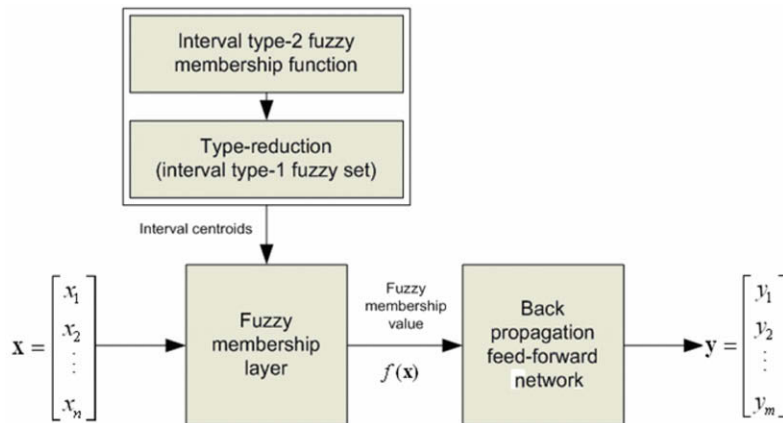 Interval type-2 fuzzy
membership function
Type-reduction
(interval type-1 fuzzy set)
Interval centroids
x =
x1
x2
⋮
xn
Fuzzy
membership
layer
Fuzzy
membership
value
f(x)
Back
propagation
feed-forward
network
y =
y1
y2
⋮
ym